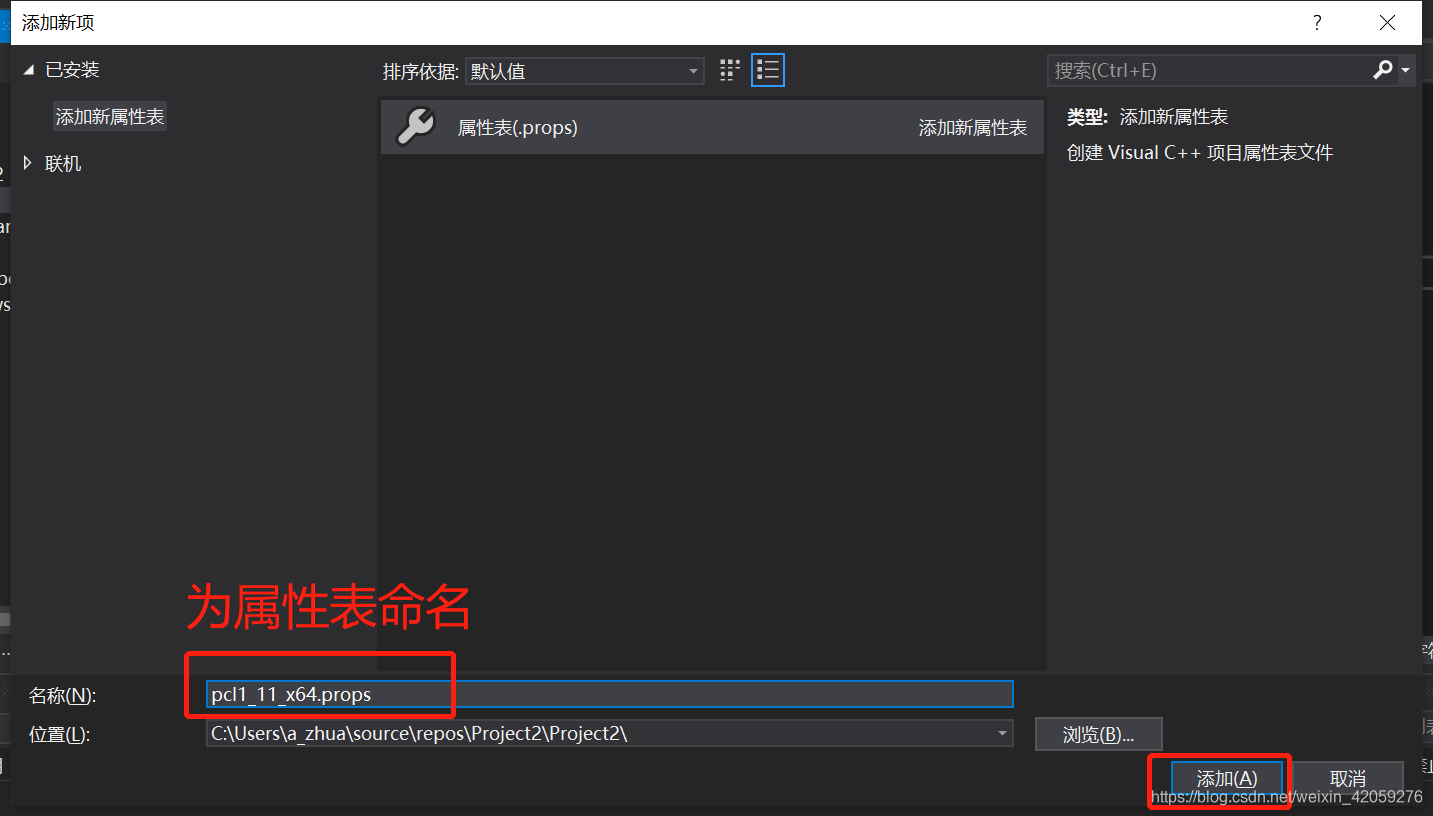 添加新项
?
已安装
排序依据: 默认值
搜索(Ctrl+E)
添加新属性表
属性表(.props) 添加新属性表
类型: 添加新属性表
创建 Visual C++ 项目属性表文件
联机
为属性表命名
名称(N): pcl1_11_x64.props
位置(L): C:\Users\a_zhua\source\repos\Project2\Project2\
浏览(B)...
添加(A) 取消
https://blog.csdn.net/weixin_42059276